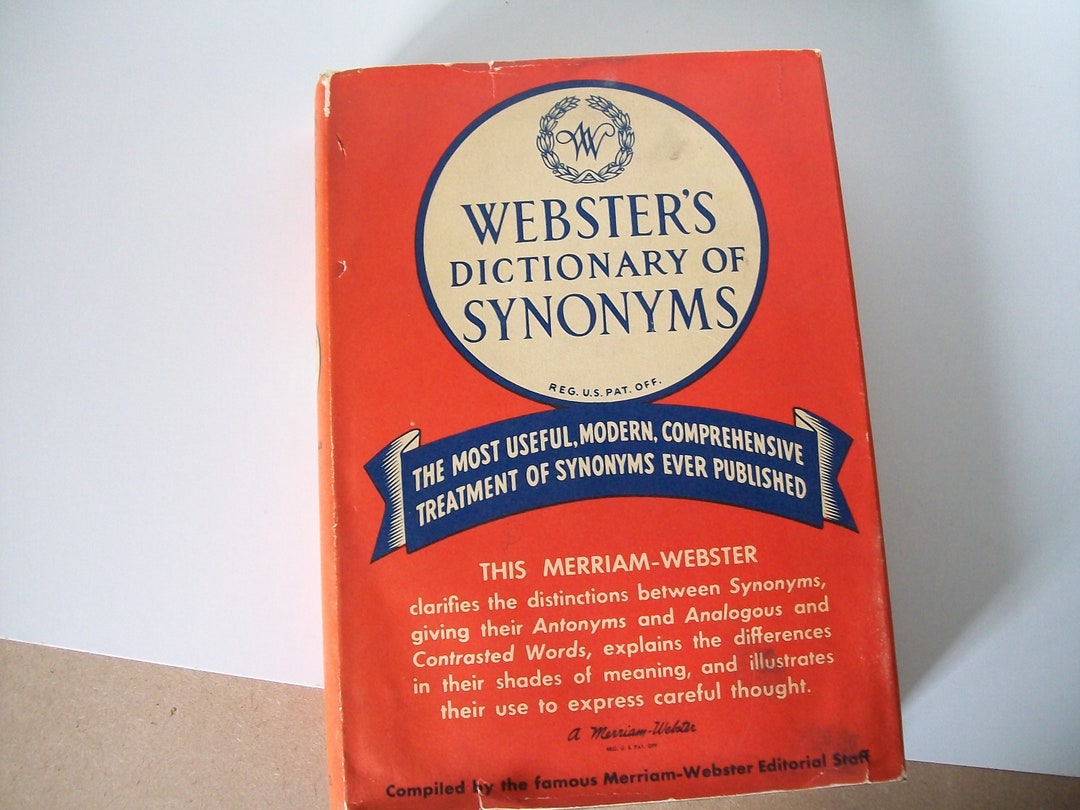 W
WEBSTER'S
DICTIONARY OF
SYNONYMS
REG. U.S. PAT. OFF.
THE MOST USEFUL, MODERN, COMPREHENSIVE
TREATMENT OF SYNONYMS EVER PUBLISHED
THIS MERRIAM-WEBSTER
clarifies the distinctions between Synonyms,
giving their Antonyms and Analogous and
Contrasted Words, explains the differences
in their shades of meaning, and illustrates
their use to express careful thought.
A Merriam-Webster
REG. U. S. PAT. OFF.
Compiled by the famous Merriam-Webster Editorial Staff